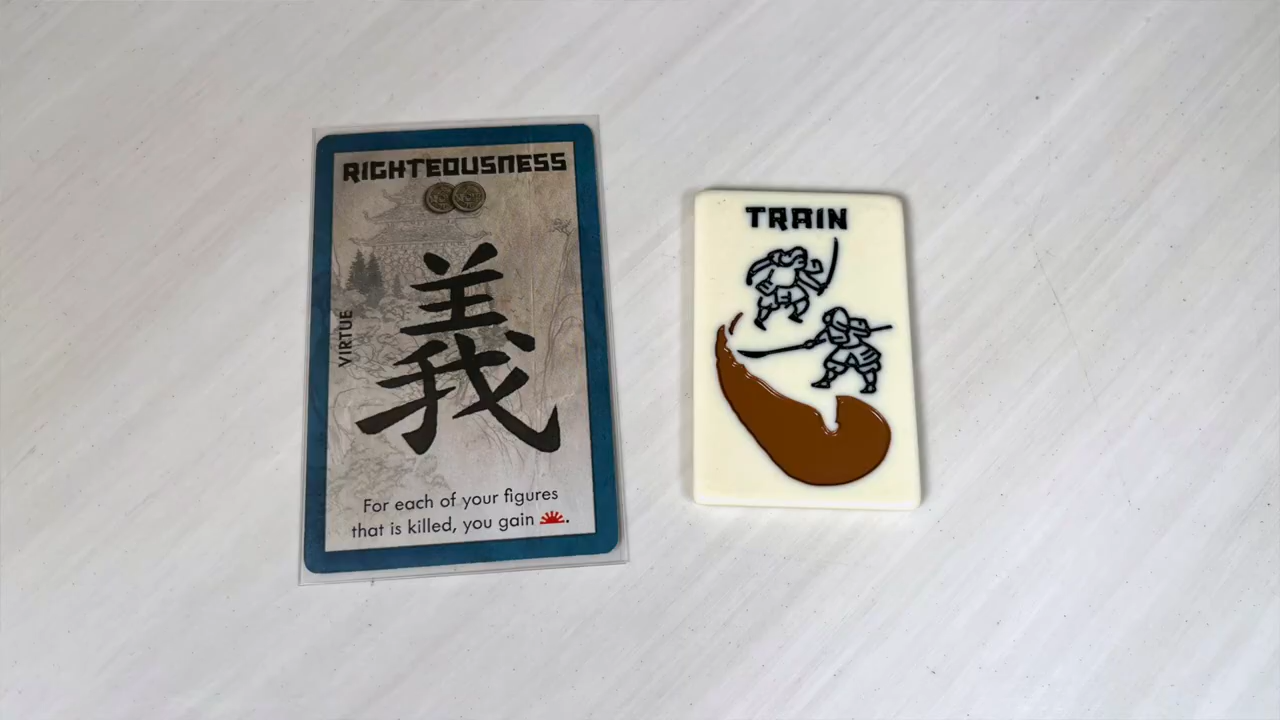 RIGHTEOUSNESS
義
VIRTUE
For each of your figures
that is killed, you gain .
TRAIN